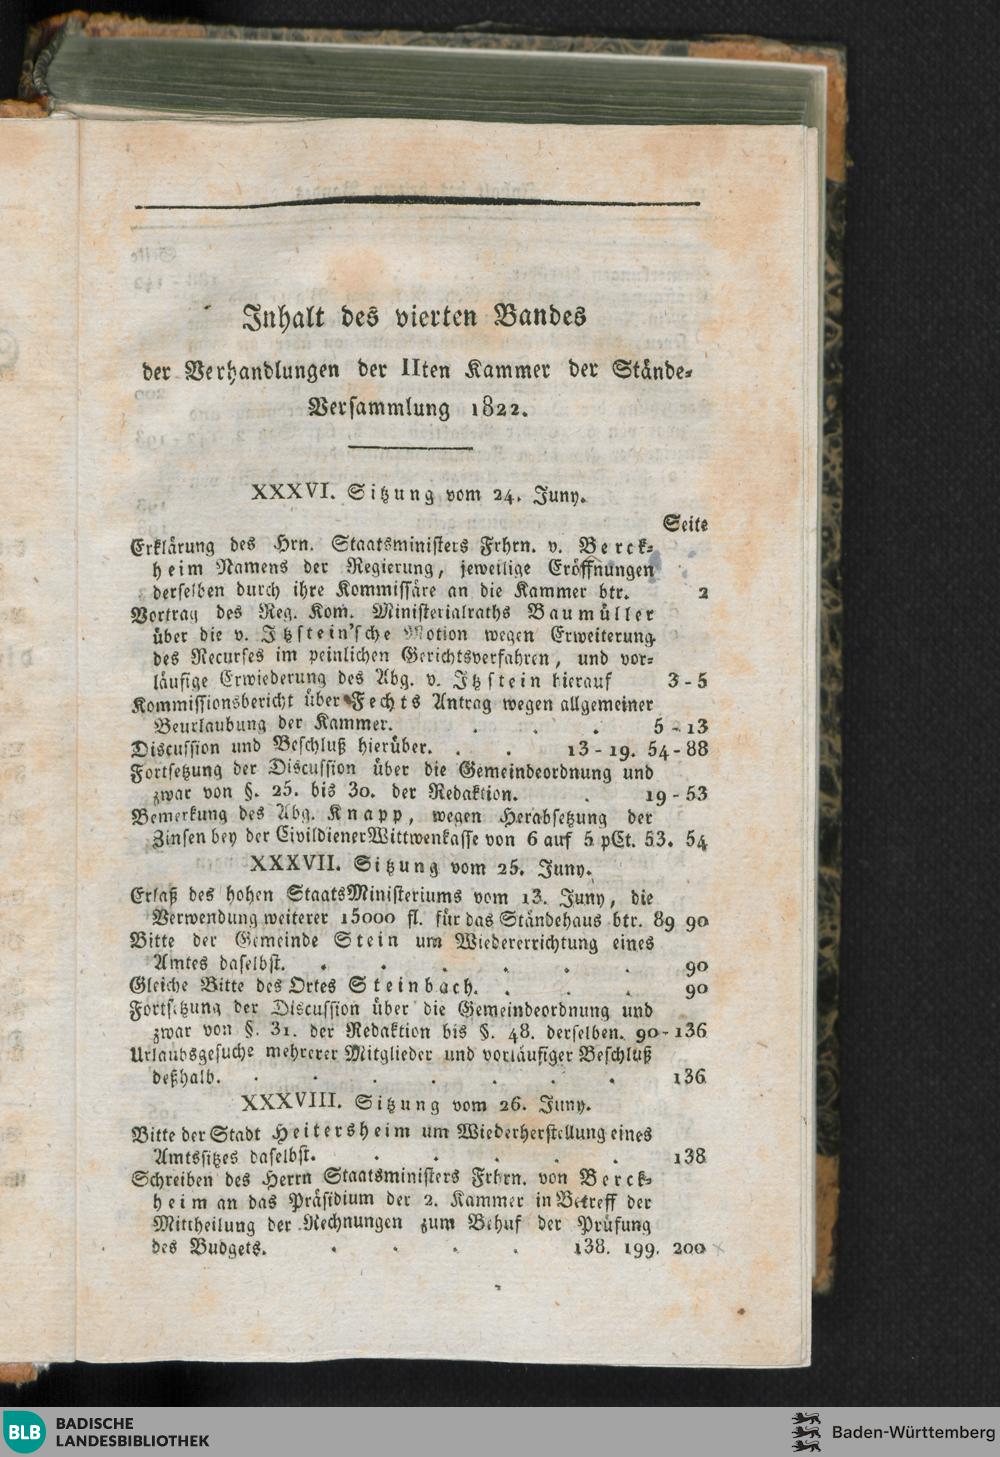 Inhalt des vierten Bandes
der Verhandlungen der IIten Kammer der Stände-
Versammlung 1822.
XXXVI. Sitzung vom 24. Juny.
Seite
Erklärung des Hrn. Staatsministers Frhrn. v. Berck-
heim Namens der Regierung, jeweilige Eröffnungen
derselben durch ihre Kommissäre an die Kammer btr. 2
Vortrag des Reg. Kom. Ministerialraths Baumüller
über die v. Itzstein'sche Motion wegen Erweiterung
des Recurses im peinlichen Gerichtsverfahren, und vor-
läufige Erwiederung des Abg. v. Itzstein hierauf 3-5
Kommissionsbericht über Fechts Antrag wegen allgemeiner
Beurlaubung der Kammer. . . . 5-13
Discussion und Beschluß hierüber. . . 13-19. 54-88
Fortsetzung der Discussion über die Gemeindeordnung und
zwar von §. 25. bis 30. der Redaktion. . 19-53
Bemerkung des Abg. Knapp, wegen Herabsetzung der
Zinsen bey der CivildienerWittwenkasse von 6 auf 5 pCt. 53. 54
XXXVII. Sitzung vom 25. Juny.
Erlaß des hohen StaatsMinisteriums vom 13. Juny, die
Verwendung weiterer 15000 fl. für das Ständehaus btr. 89 90
Bitte der Gemeinde Stein um Wiedererrichtung eines
Amtes daselbst. . . . . . . 90
Gleiche Bitte des Ortes Steinbach. . . . 90
Fortsetzung der Discussion über die Gemeindeordnung und
zwar von §. 31. der Redaktion bis §. 48. derselben. 90-136
Urlaubsgesuche mehrerer Mitglieder und vorläufiger Beschluß
deßhalb. . . . . . . . 136
XXXVIII. Sitzung vom 26. Juny.
Bitte der Stadt Heitersheim um Wiederherstellung eines
Amtssitzes daselbst. . . . . . 138
Schreiben des Herrn Staatsministers Frhrn. von Berck-
heim an das Präsidium der 2. Kammer in Betreff der
Mittheilung der Rechnungen zum Behuf der Prüfung
des Budgets. . . . . 138. 199. 200
BLB BADISCHE
LANDESBIBLIOTHEK
Baden-Württemberg